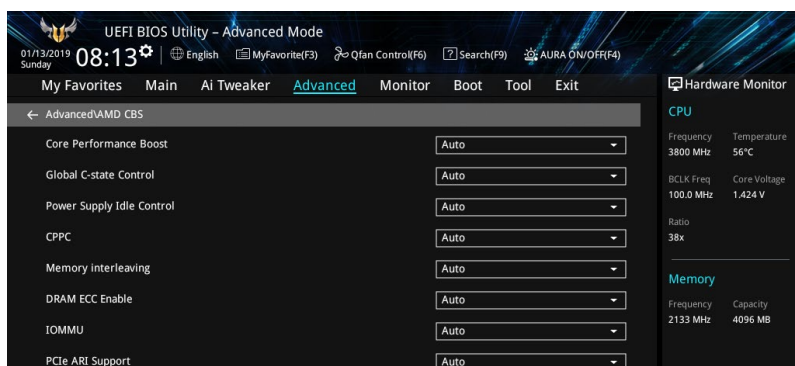 UEFI BIOS Utility – Advanced Mode
01/13/2019 Sunday 08:13 English MyFavorite(F3) Qfan Control(F6) ? Search(F9) AURA ON/OFF(F4)
My Favorites Main Ai Tweaker Advanced Monitor Boot Tool Exit
Hardware Monitor
← Advanced\AMD CBS
Core Performance Boost Auto
Global C-state Control Auto
Power Supply Idle Control Auto
CPPC Auto
Memory interleaving Auto
DRAM ECC Enable Auto
IOMMU Auto
PCIe ARI Support Auto
CPU
Frequency Temperature
3800 MHz 56°C
BCLK Freq Core Voltage
100.0 MHz 1.424 V
Ratio
38x
Memory
Frequency Capacity
2133 MHz 4096 MB